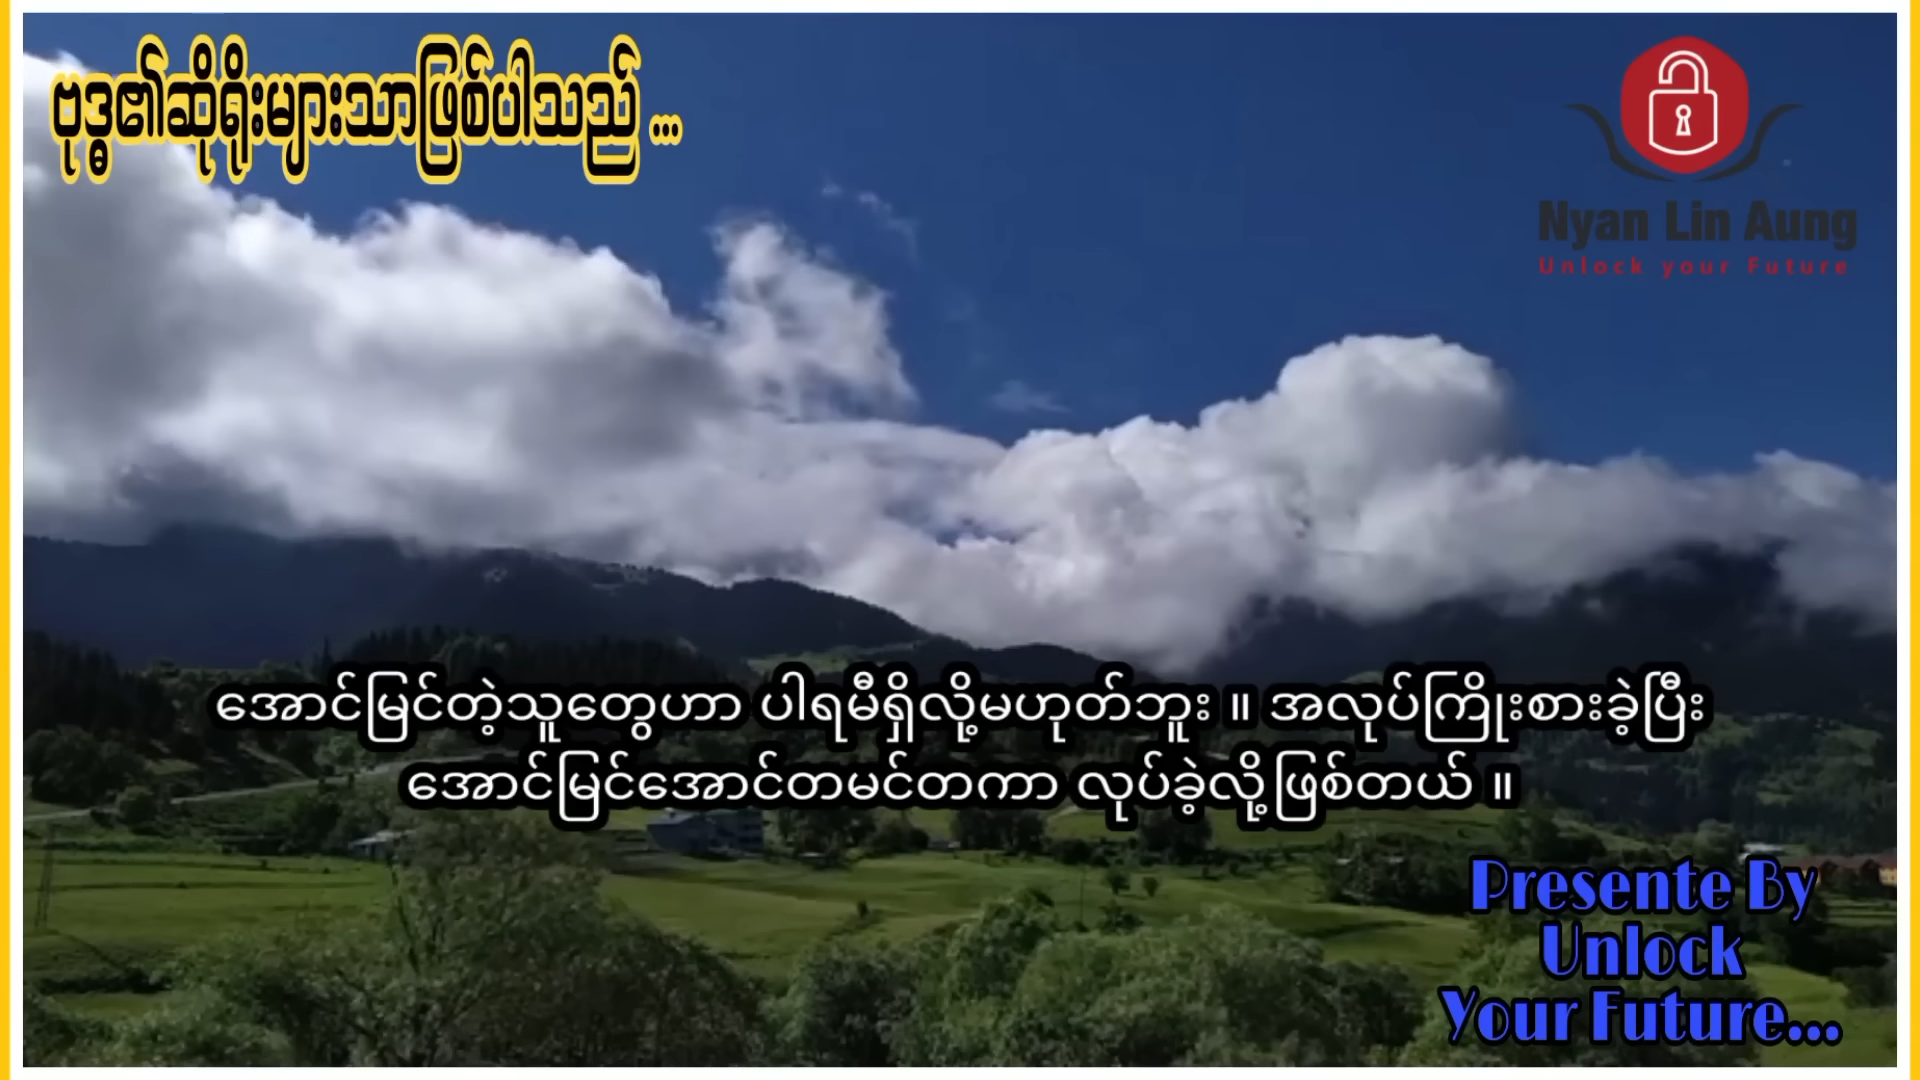 ဗုဒ္ဓ၏ဆိုရိုးများသာဖြစ်ပါသည် ...
Nyan Lin Aung
Unlock your Future
အောင်မြင်တဲ့သူတွေဟာ ပါရမီရှိလို့မဟုတ်ဘူး ။ အလုပ်ကြိုးစားခဲ့ပြီး
အောင်မြင်အောင်တမင်တကာ လုပ်ခဲ့လို့ဖြစ်တယ် ။
Presente By
Unlock
Your Future...